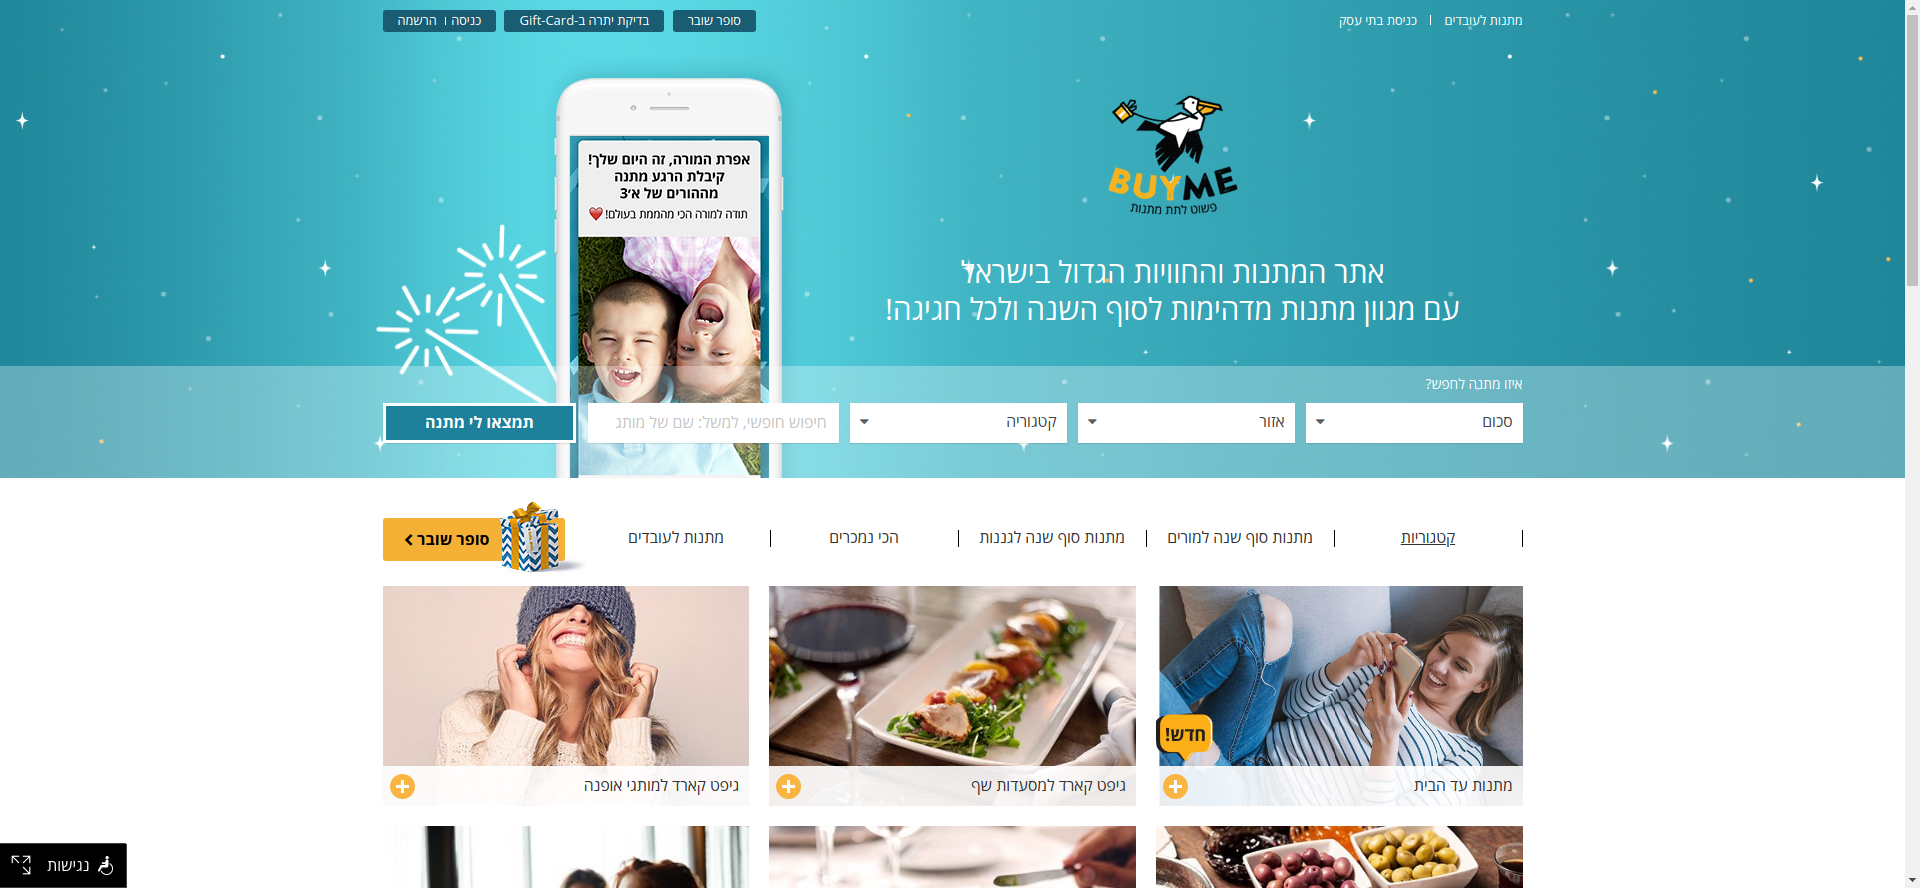 מתנות לעובדים | כניסת בתי עסק
סופר שובר
בדיקת יתרה ב-Gift-Card
כניסה | הרשמה
BUYME
פשוט לתת מתנות
אפרת המורה, זה היום שלך!
קיבלת הרגע מתנה
מההורים של א'3
תודה למורה הכי מהממת בעולם! ❤️
אתר המתנות והחוויות הגדול בישראל
עם מגוון מתנות מדהימות לסוף השנה ולכל חגיגה!
איזו מתנה לחפש?
סכום
אזור
קטגוריה
חיפוש חופשי, למשל: שם של מותג
תמצאו לי מתנה
קטגוריות
מתנות סוף שנה למורים
מתנות סוף שנה לגננות
הכי נמכרים
מתנות לעובדים
סופר שובר
חדש!
מתנות עד הבית
גיפט קארד למסעדות שף
גיפט קארד למותגי אופנה
נגישות